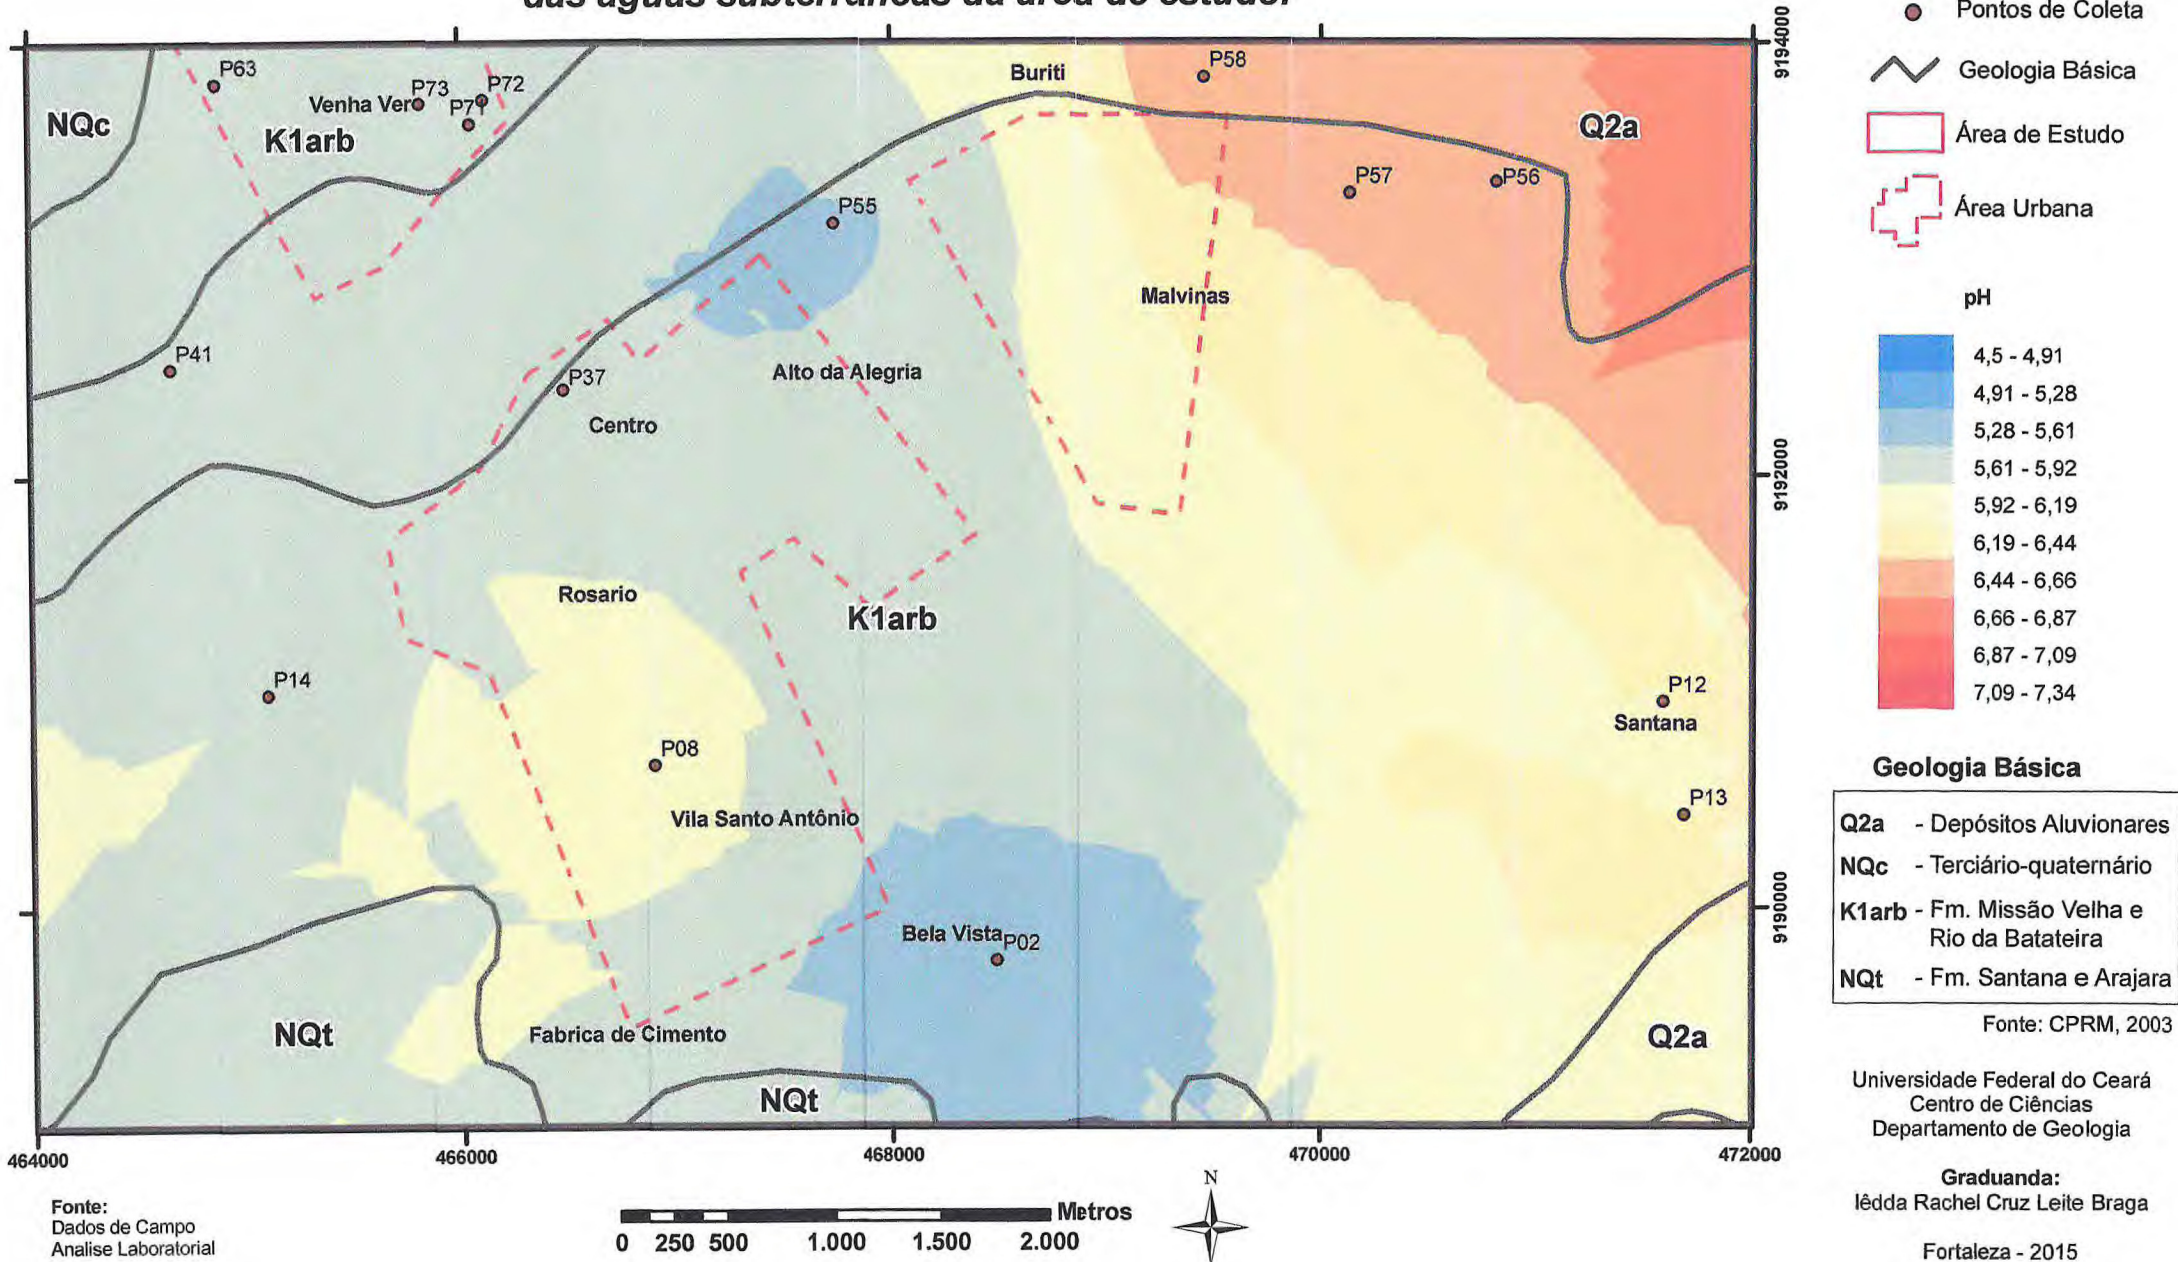 das águas subterrâneas da área de estudo.
Pontos de Coleta
Geologia Básica
Área de Estudo
Área Urbana
pH
4,5 - 4,91
4,91 - 5,28
5,28 - 5,61
5,61 - 5,92
5,92 - 6,19
6,19 - 6,44
6,44 - 6,66
6,66 - 6,87
6,87 - 7,09
7,09 - 7,34
Geologia Básica
Q2a - Depósitos Aluvionares
NQc - Terciário-quaternário
K1arb - Fm. Missão Velha e
Rio da Batateira
NQt - Fm. Santana e Arajara
Fonte: CPRM, 2003
Universidade Federal do Ceará
Centro de Ciências
Departamento de Geologia
Graduanda:
Iêdda Rachel Cruz Leite Braga
Fortaleza - 2015
9194000
9192000
9190000
P63
P73
P72
Venha Ver
P71
NQc
K1arb
Buriti
P58
Q2a
P57
P56
P55
Malvinas
P41
P37
Alto da Alegria
Centro
Rosario
K1arb
P14
P12
Santana
P08
P13
Vila Santo Antônio
Bela Vista
P02
NQt
Fabrica de Cimento
Q2a
NQt
464000
466000
468000
470000
472000
Fonte:
Dados de Campo
Analise Laboratorial
Metros
0 250 500 1.000 1.500 2.000
N